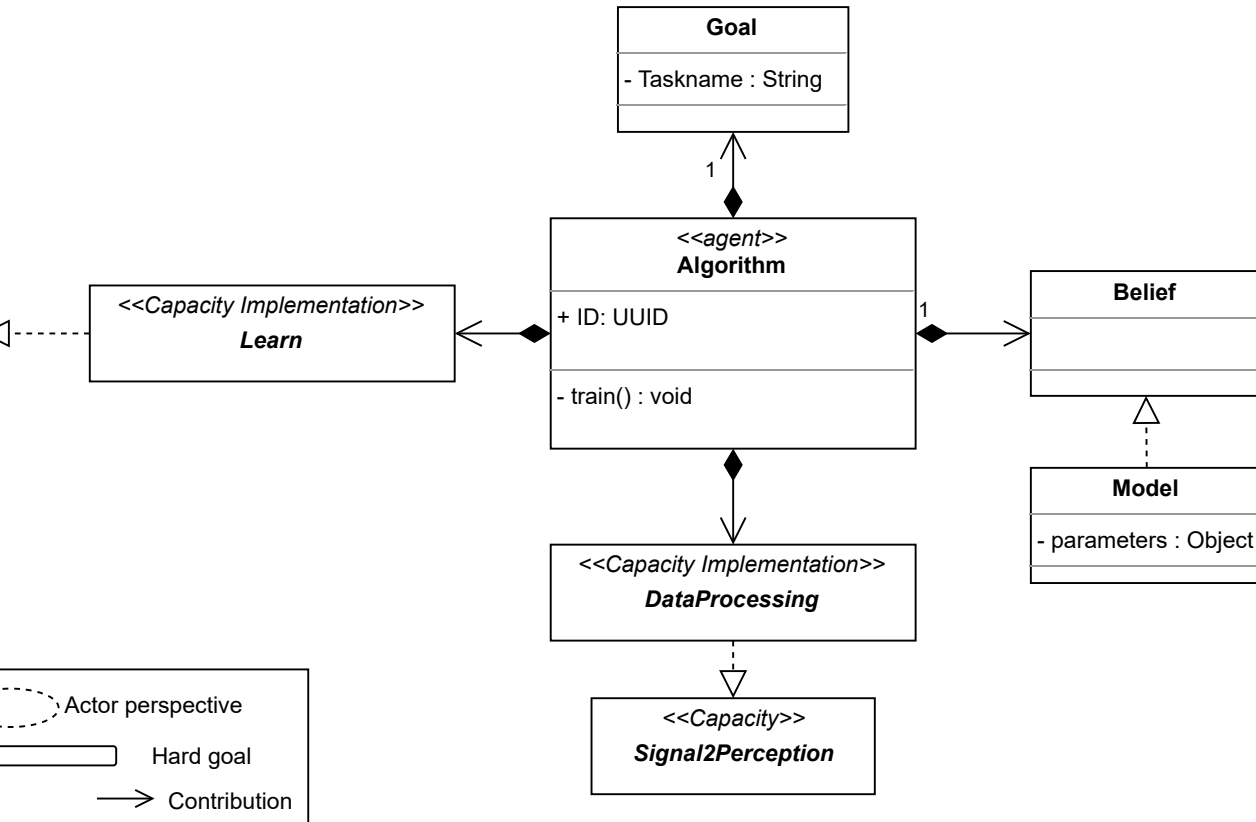 Goal
- Taskname : String
1
<<agent>>
Algorithm
+ ID: UUID
- train() : void
<<Capacity Implementation>>
Learn
1
Belief
Model
- parameters : Object
<<Capacity Implementation>>
DataProcessing
<<Capacity>>
Signal2Perception
Actor perspective
Hard goal
Contribution